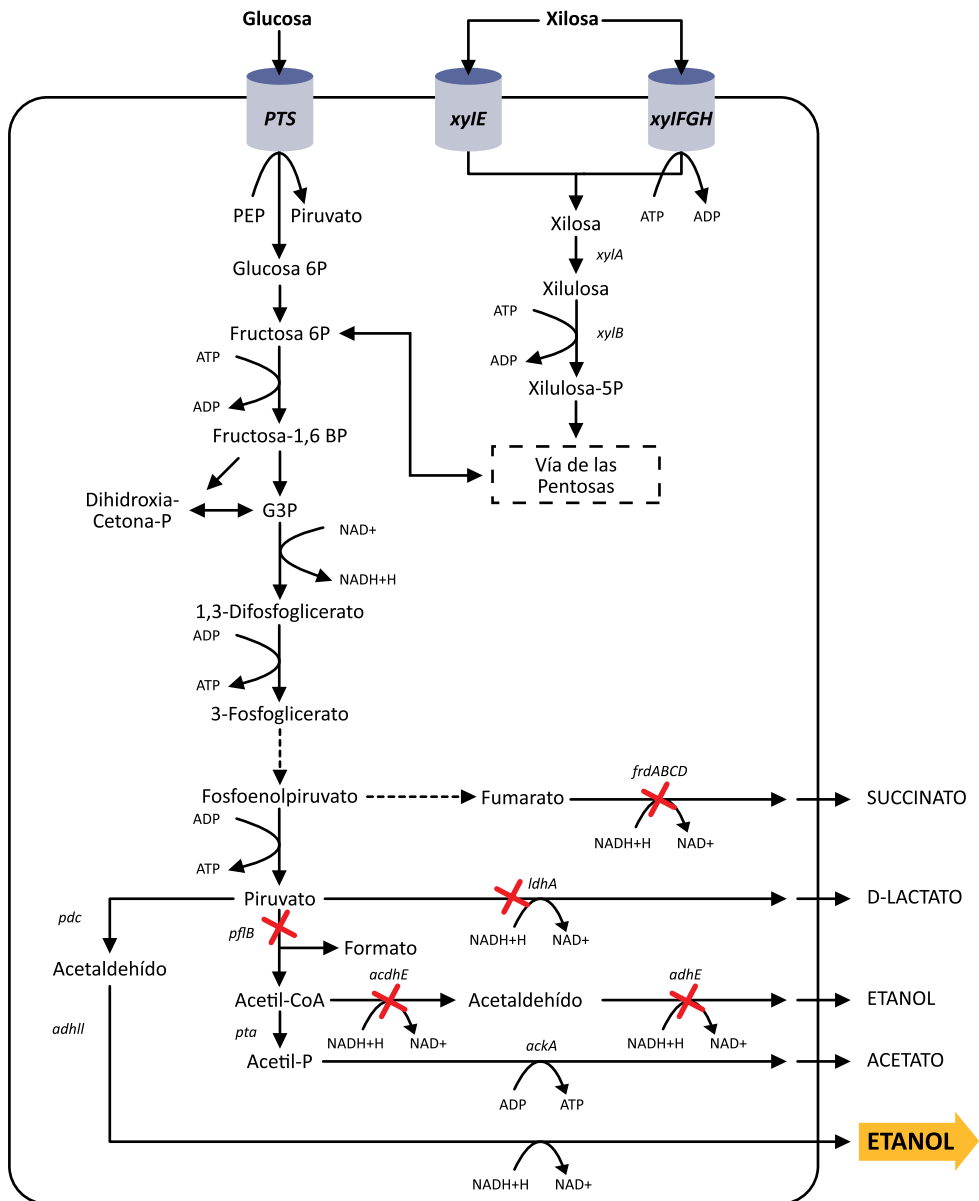 Glucosa
Xilosa
PTS
xylE
xylFGH
PEP
Piruvato
ATP
ADP
Xilosa
xylA
Glucosa 6P
Xilulosa
ATP
xylB
Fructosa 6P
ATP
ADP
ADP
Xilulosa-5P
Fructosa-1,6 BP
Vía de las
Pentosas
Dihidroxia-
Cetona-P
G3P
NAD+
NADH+H
1,3-Difosfoglicerato
ADP
ATP
3-Fosfoglicerato
frdABCD
Fosfoenolpiruvato
Fumarato
SUCCINATO
ADP
NADH+H
NAD+
ATP
ldhA
Piruvato
D-LACTATO
pdc
pflB
NADH+H
NAD+
Formato
Acetaldehído
acdhE
adhE
Acetil-CoA
Acetaldehído
ETANOL
adhII
pta
NADH+H
NAD+
ackA
NADH+H
NAD+
Acetil-P
ACETATO
ADP
ATP
ETANOL
NADH+H
NAD+